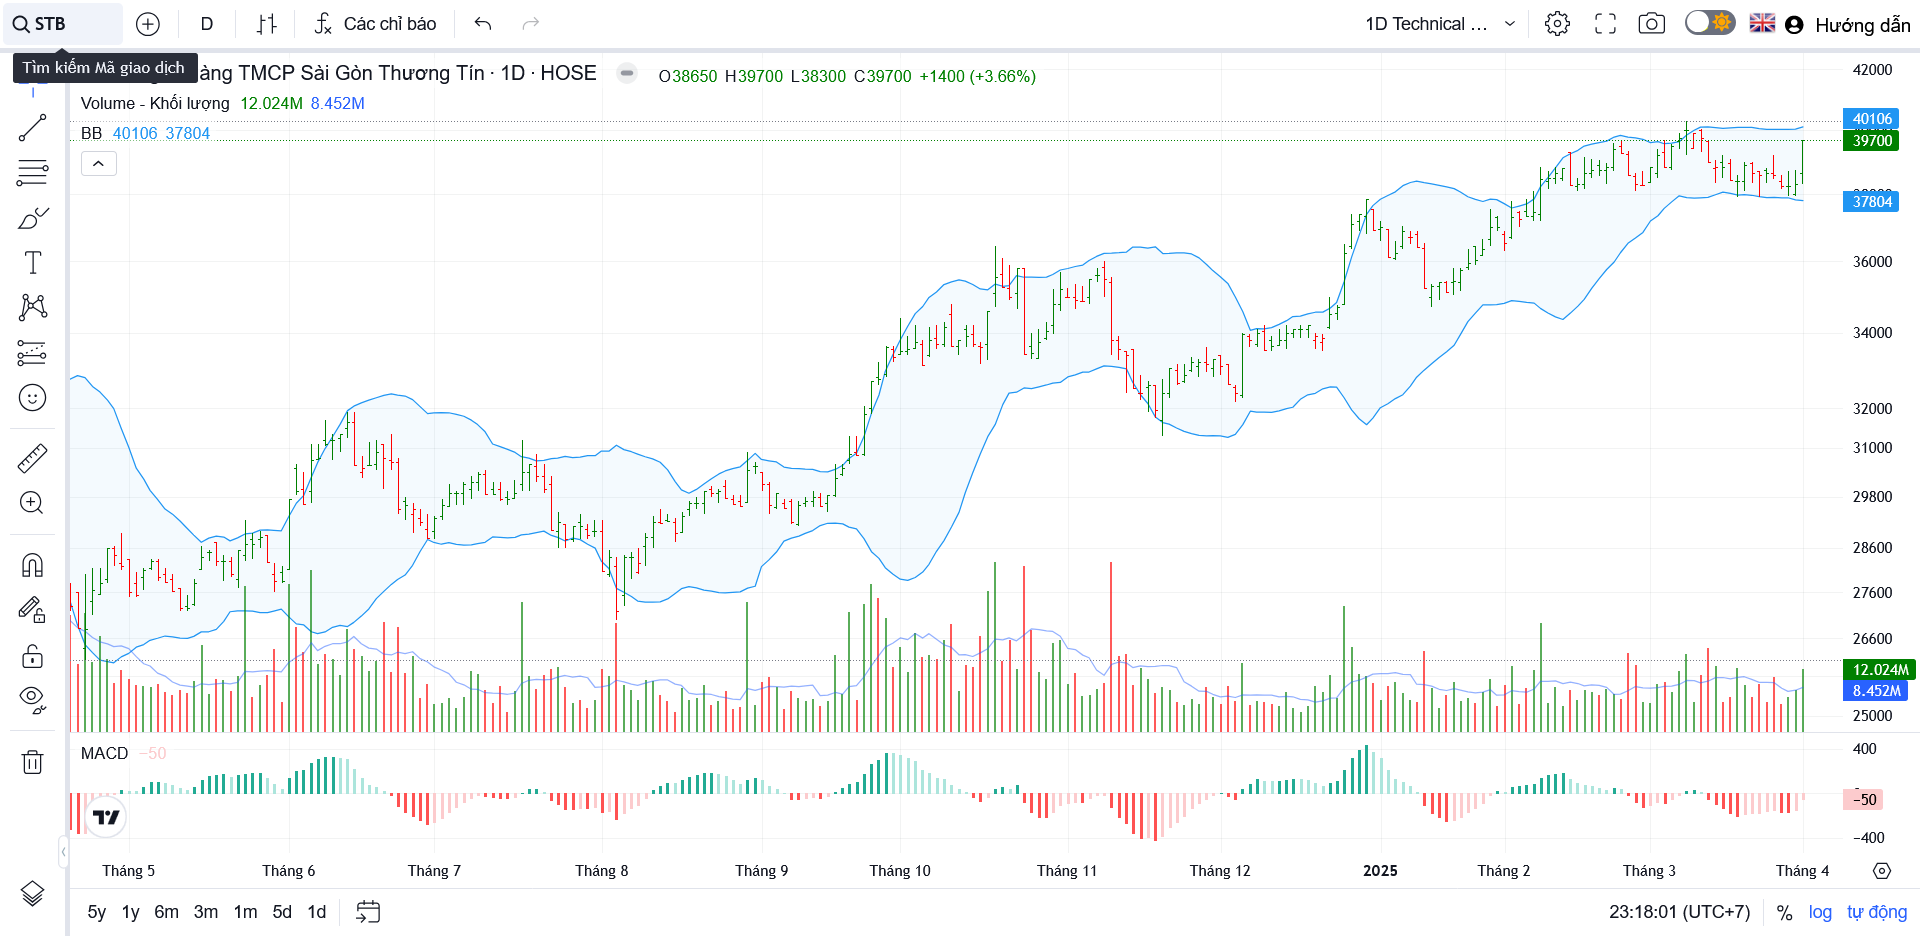 STB
D
Các chỉ báo
1D Technical ...
Hướng dẫn
Tìm kiếm Mã giao dịch
àng TMCP Sài Gòn Thương Tín · 1D · HOSE
O38650 H39700 L38300 C39700 +1400 (+3.66%)
Volume - Khối lượng 12.024M 8.452M
BB 40106 37804
42000
40106
39700
37804
36000
34000
32000
31000
29800
28600
27600
26600
12.024M
8.452M
25000
MACD −50
400
−50
−400
Tháng 5 Tháng 6 Tháng 7 Tháng 8 Tháng 9 Tháng 10 Tháng 11 Tháng 12 2025 Tháng 2 Tháng 3 Tháng 4
5y 1y 6m 3m 1m 5d 1d
23:18:01 (UTC+7) % log tự động